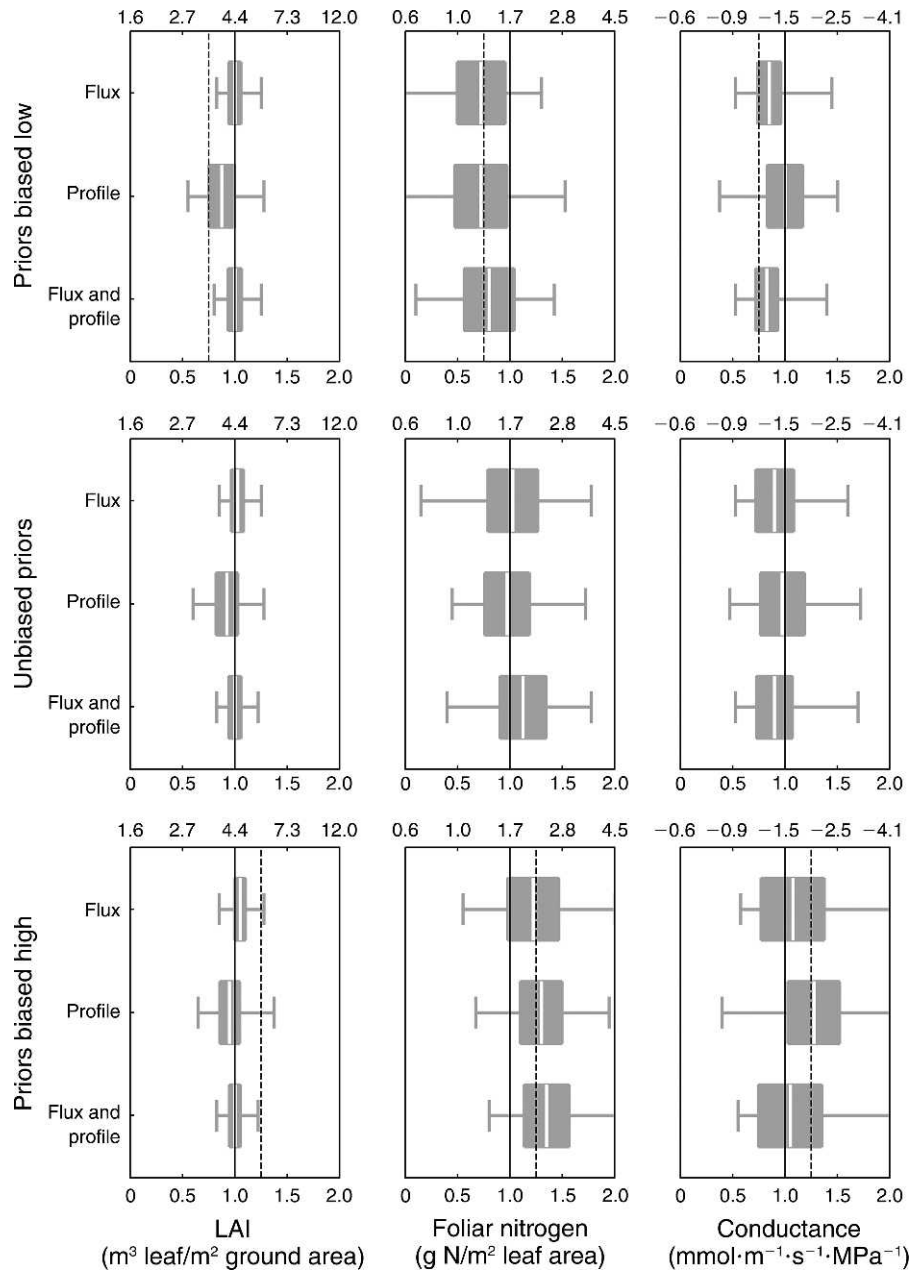 1.6 2.7 4.4 7.3 12.0 0.6 1.0 1.7 2.8 4.5 −0.6 −0.9 −1.5 −2.5 −4.1
Priors biased low
Flux
Profile
Flux and
profile
0 0.5 1.0 1.5 2.0 0 0.5 1.0 1.5 2.0 0 0.5 1.0 1.5 2.0
1.6 2.7 4.4 7.3 12.0 0.6 1.0 1.7 2.8 4.5 −0.6 −0.9 −1.5 −2.5 −4.1
Unbiased priors
Flux
Profile
Flux and
profile
0 0.5 1.0 1.5 2.0 0 0.5 1.0 1.5 2.0 0 0.5 1.0 1.5 2.0
1.6 2.7 4.4 7.3 12.0 0.6 1.0 1.7 2.8 4.5 −0.6 −0.9 −1.5 −2.5 −4.1
Priors biased high
Flux
Profile
Flux and
profile
0 0.5 1.0 1.5 2.0 0 0.5 1.0 1.5 2.0 0 0.5 1.0 1.5 2.0
LAI Foliar nitrogen Conductance
(m³ leaf/m² ground area) (g N/m² leaf area) (mmol·m⁻¹·s⁻¹·MPa⁻¹)